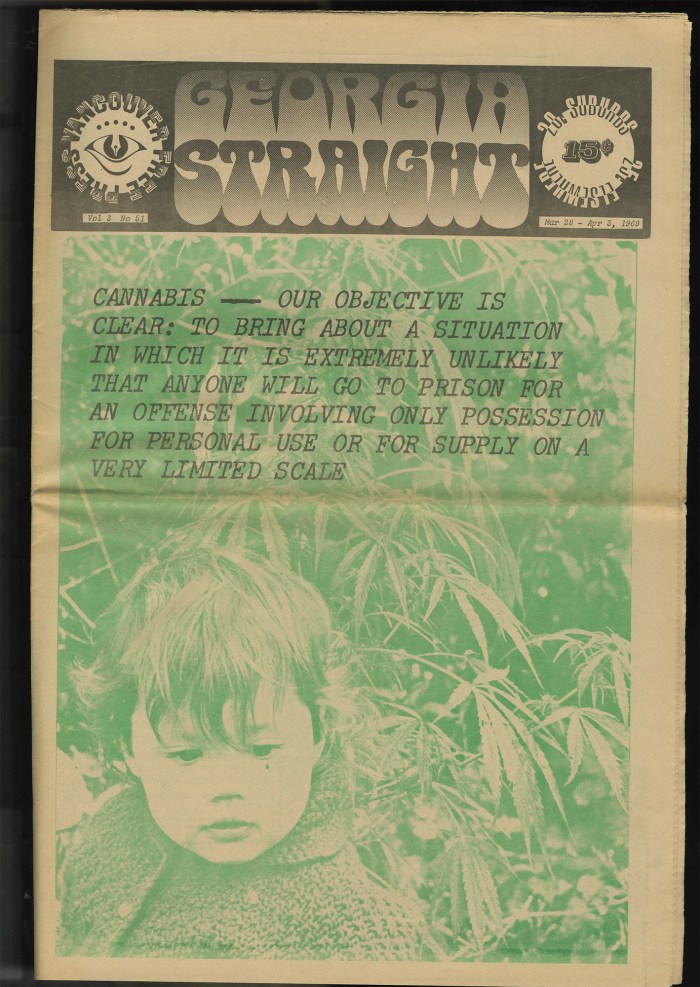 VANCOUVER FREE PRESS
GEORGIA
STRAIGHT
20¢ SUBURBS
15¢
25¢ ELSEWHERE
Vol 3 No 51
Mar 28 - Apr 3, 1969
CANNABIS — OUR OBJECTIVE IS
CLEAR: TO BRING ABOUT A SITUATION
IN WHICH IT IS EXTREMELY UNLIKELY
THAT ANYONE WILL GO TO PRISON FOR
AN OFFENSE INVOLVING ONLY POSSESSION
FOR PERSONAL USE OR FOR SUPPLY ON A
VERY LIMITED SCALE